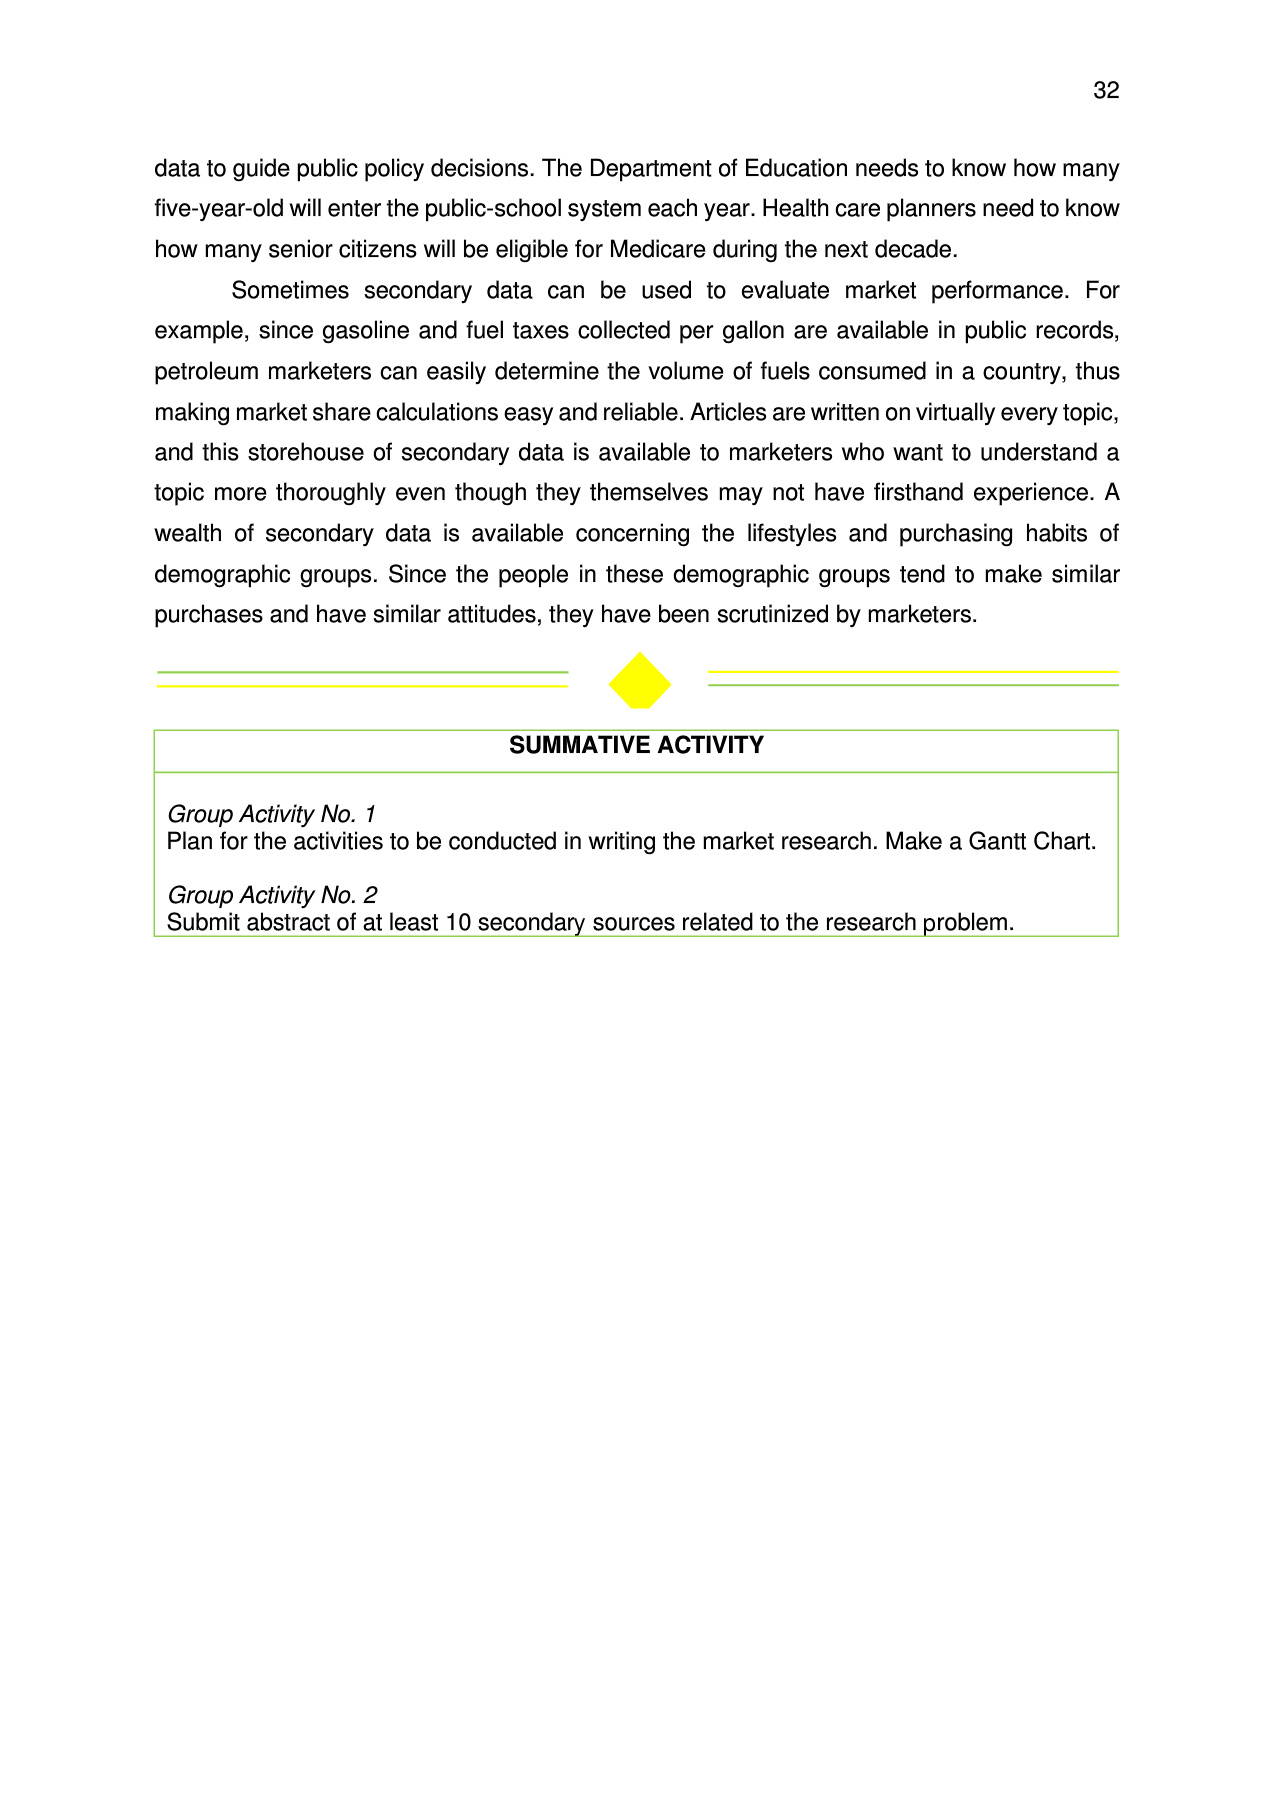 32
data to guide public policy decisions. The Department of Education needs to know how many
five-year-old will enter the public-school system each year. Health care planners need to know
how many senior citizens will be eligible for Medicare during the next decade.
Sometimes secondary data can be used to evaluate market performance. For
example, since gasoline and fuel taxes collected per gallon are available in public records,
petroleum marketers can easily determine the volume of fuels consumed in a country, thus
making market share calculations easy and reliable. Articles are written on virtually every topic,
and this storehouse of secondary data is available to marketers who want to understand a
topic more thoroughly even though they themselves may not have firsthand experience. A
wealth of secondary data is available concerning the lifestyles and purchasing habits of
demographic groups. Since the people in these demographic groups tend to make similar
purchases and have similar attitudes, they have been scrutinized by marketers.
SUMMATIVE ACTIVITY
Group Activity No. 1
Plan for the activities to be conducted in writing the market research. Make a Gantt Chart.
Group Activity No. 2
Submit abstract of at least 10 secondary sources related to the research problem.